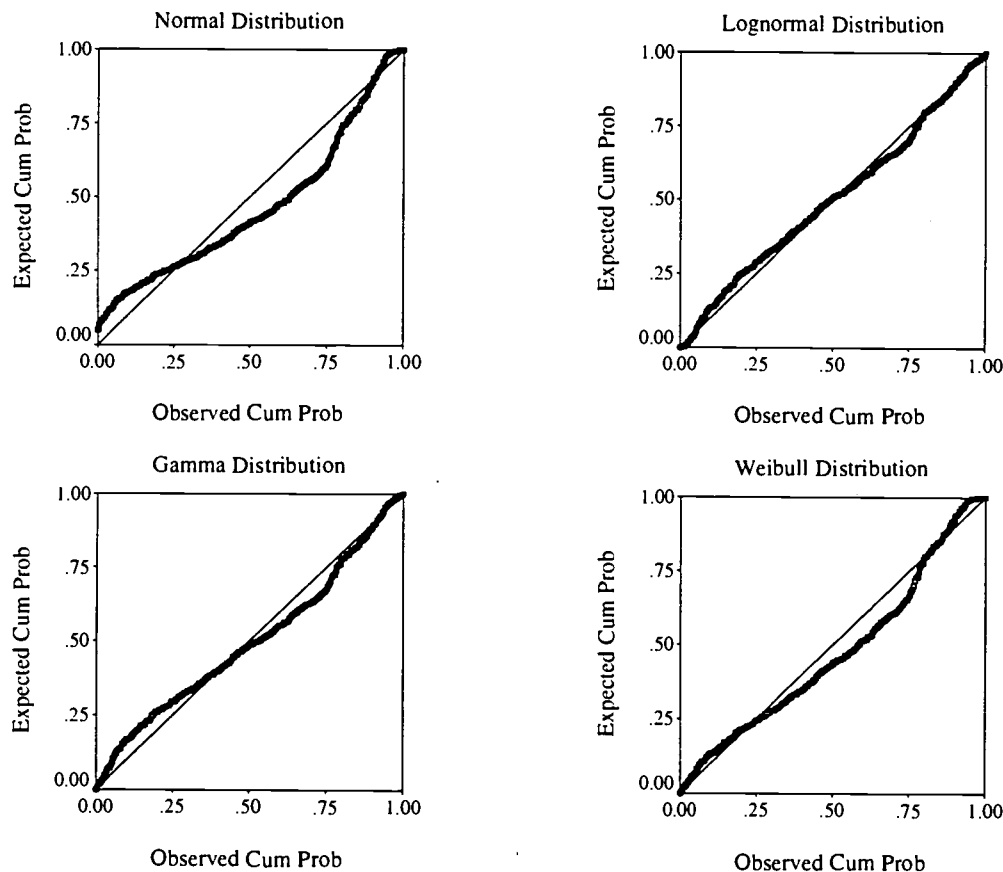 Normal Distribution
Expected Cum Prob
1.00
.75
.50
.25
0.00
0.00 .25 .50 .75 1.00
Observed Cum Prob
Lognormal Distribution
Expected Cum Prob
1.00
.75
.50
.25
0.00
0.00 .25 .50 .75 1.00
Observed Cum Prob
Gamma Distribution
Expected Cum Prob
1.00
.75
.50
.25
0.00
0.00 .25 .50 .75 1.00
Observed Cum Prob
Weibull Distribution
Expected Cum Prob
1.00
.75
.50
.25
0.00
0.00 .25 .50 .75 1.00
Observed Cum Prob